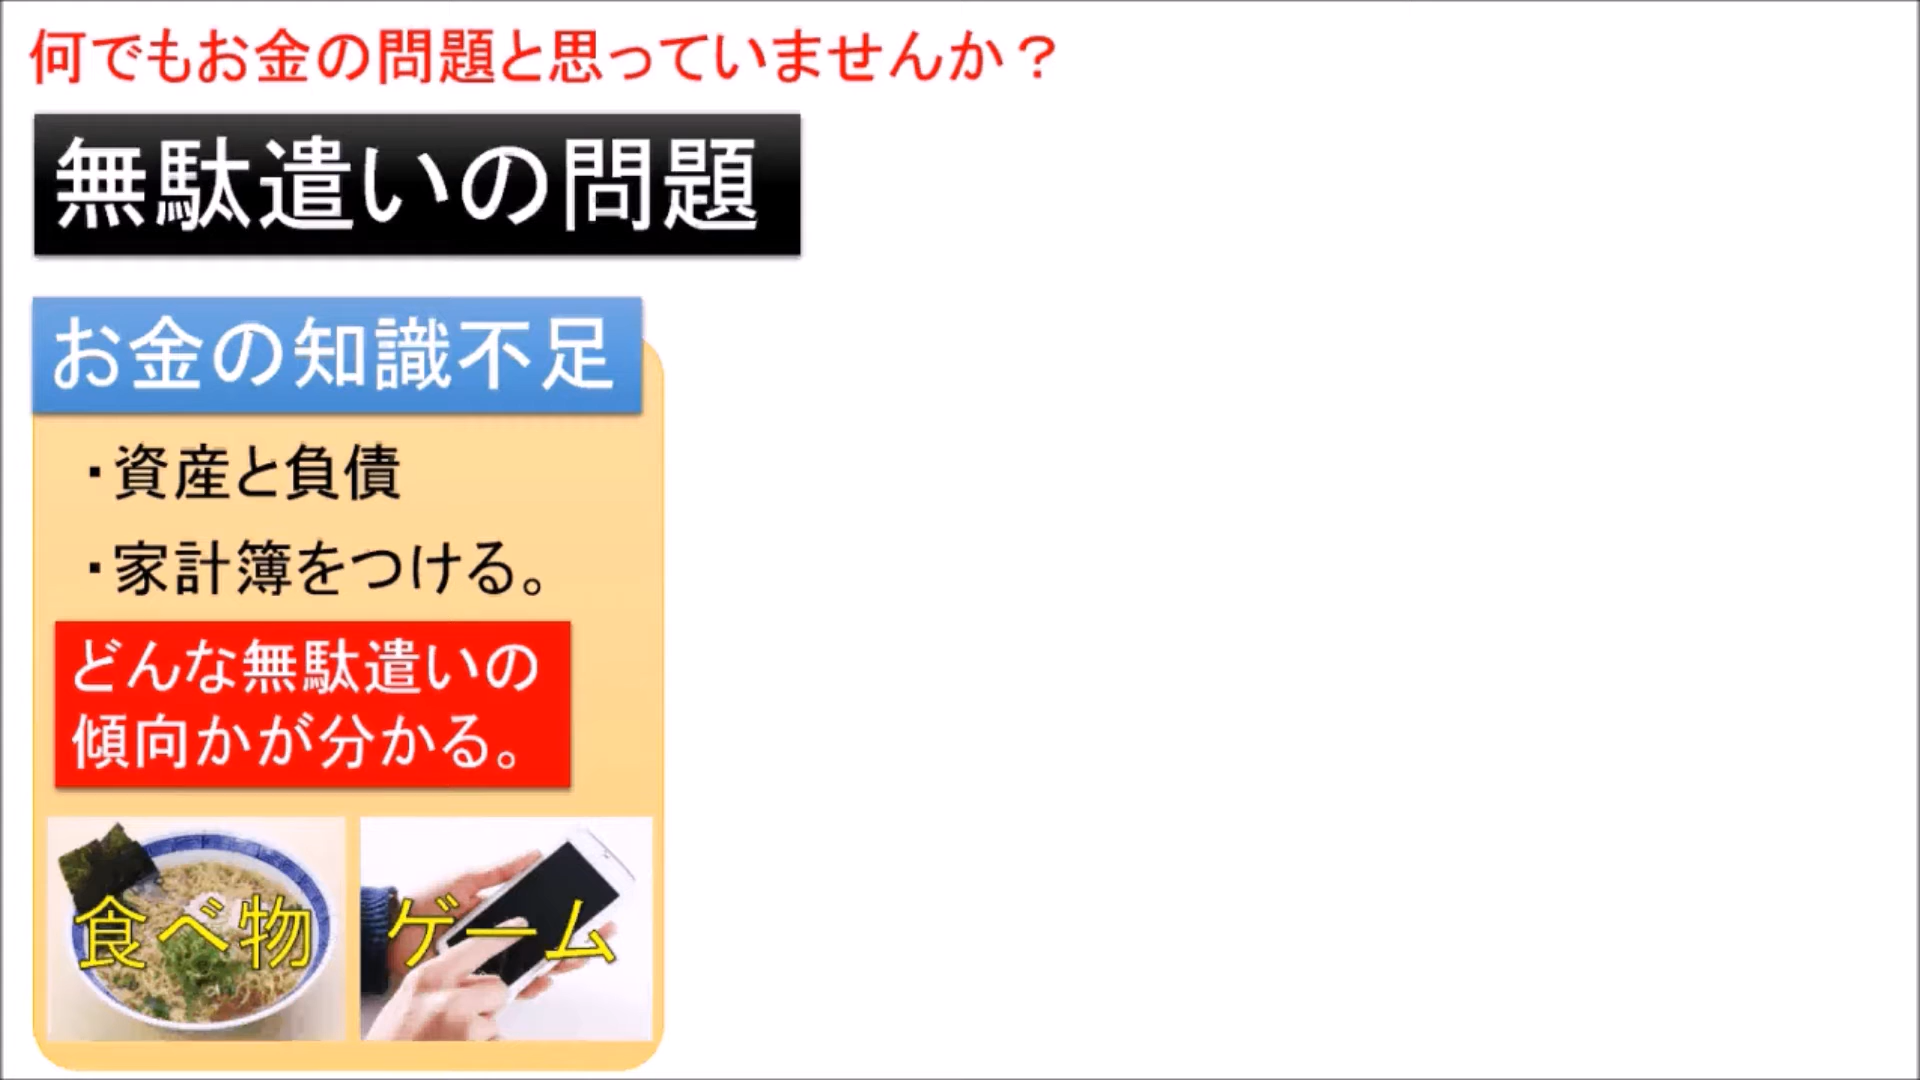 何でもお金の問題と思っていませんか？
無駄遣いの問題
お金の知識不足
・資産と負債
・家計簿をつける。
どんな無駄遣いの
傾向かが分かる。
食べ物
ゲーム